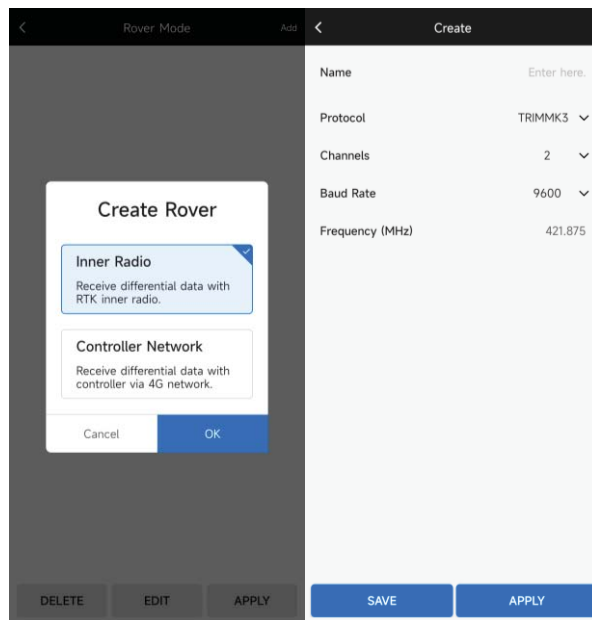 Rover Mode
Add
Create Rover
Inner Radio
Receive differential data with
RTK inner radio.
Controller Network
Receive differential data with
controller via 4G network.
Cancel
OK
DELETE
EDIT
APPLY
Create
Name
Enter here.
Protocol
TRIMMK3
Channels
2
Baud Rate
9600
Frequency (MHz)
421.875
SAVE
APPLY